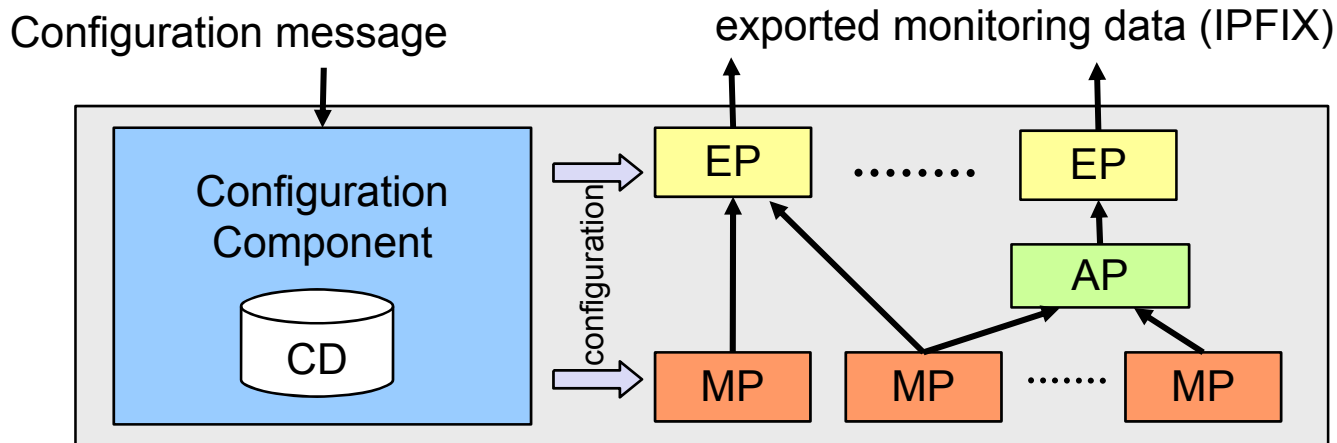 Configuration message
exported monitoring data (IPFIX)
Configuration
Component
CD
configuration
EP
EP
AP
MP
MP
MP